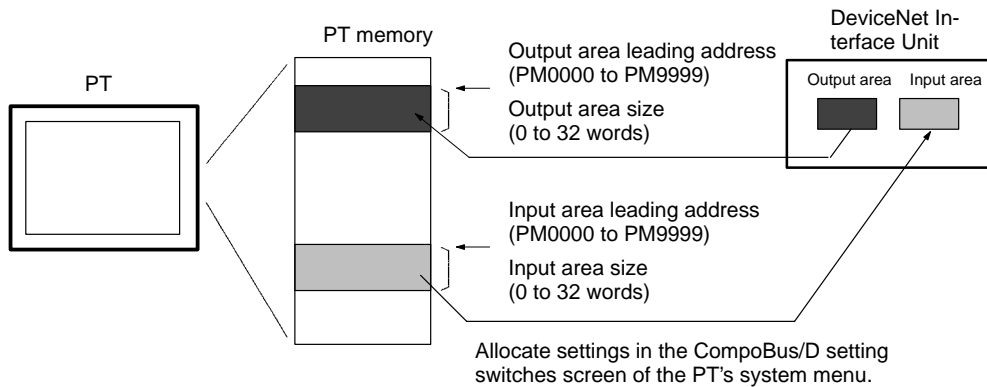 DeviceNet In-
terface Unit
PT memory
Output area leading address
(PM0000 to PM9999)
Output area
Input area
PT
Output area size
(0 to 32 words)
Input area leading address
(PM0000 to PM9999)
Input area size
(0 to 32 words)
Allocate settings in the CompoBus/D setting
switches screen of the PT's system menu.